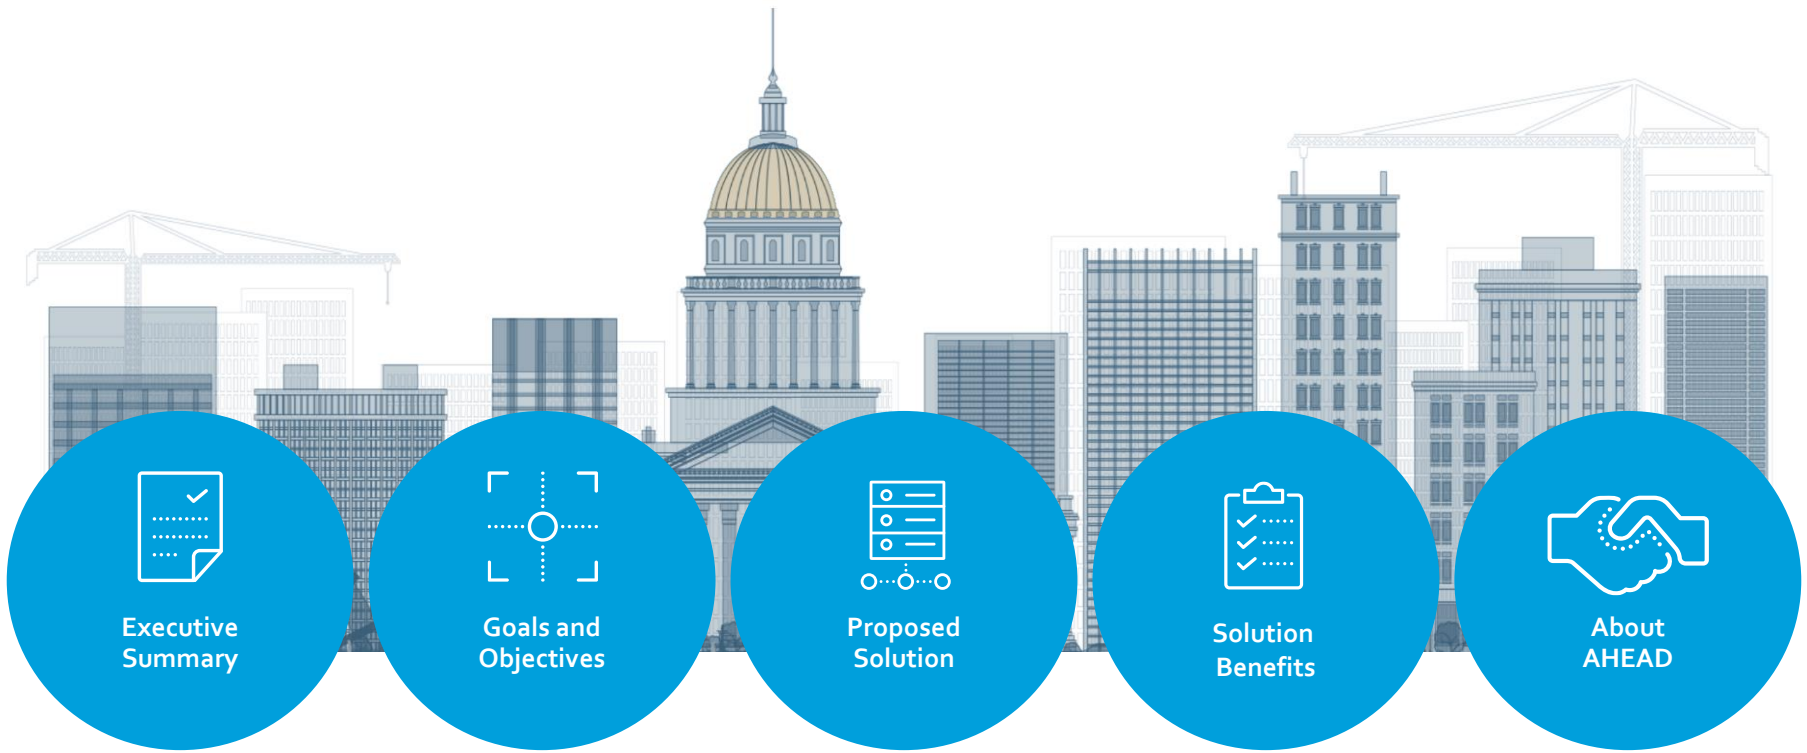 Executive
Summary
Goals and
Objectives
Proposed
Solution
Solution
Benefits
About
AHEAD